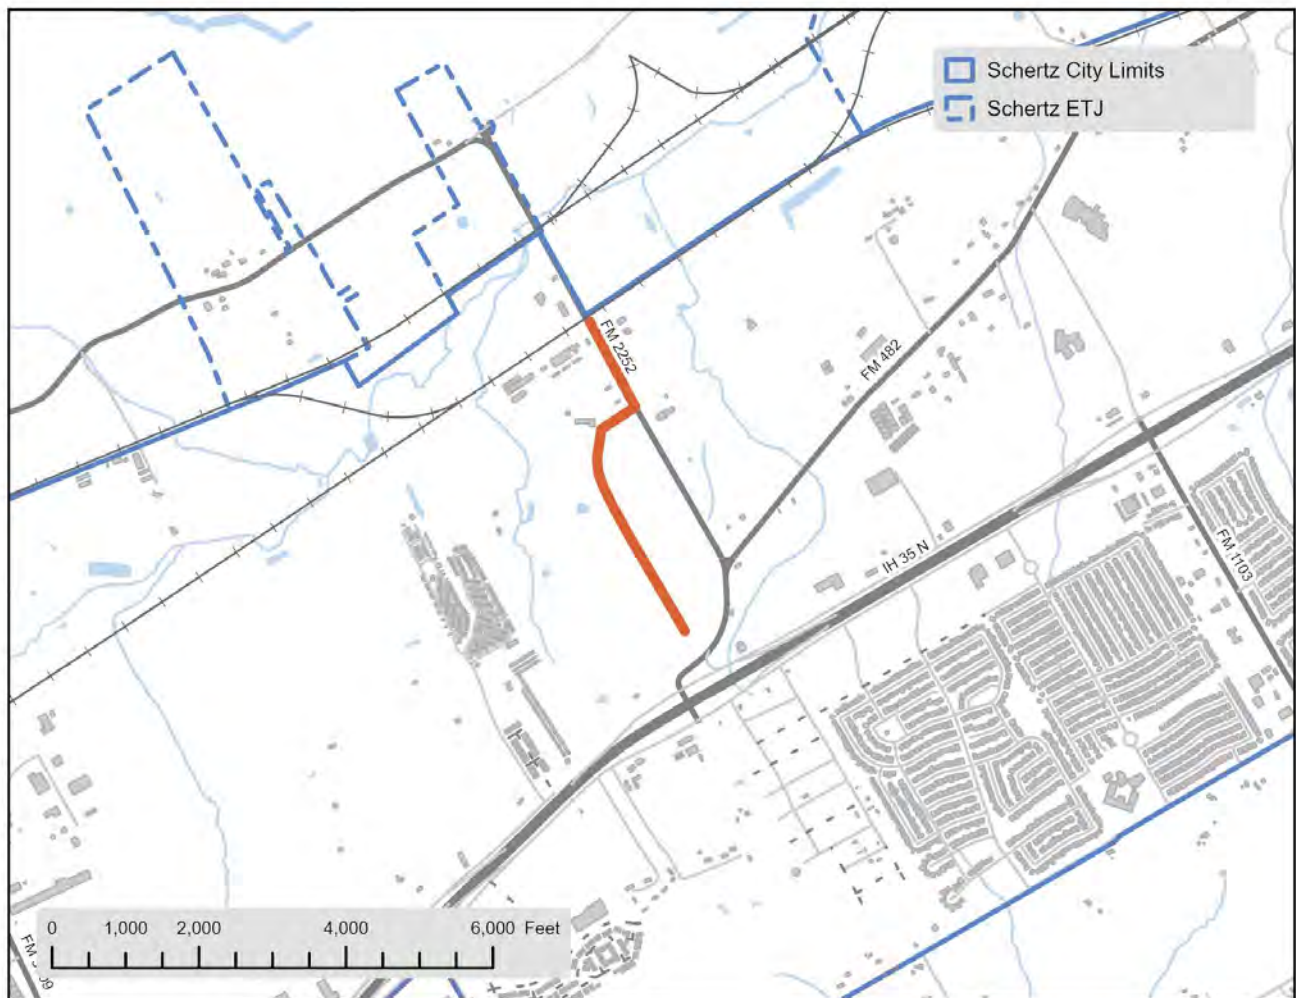 Schertz City Limits
Schertz ETJ
FM 2252
FM 482
IH 35 N
FM 1103
0 1,000 2,000 4,000 6,000 Feet
FM